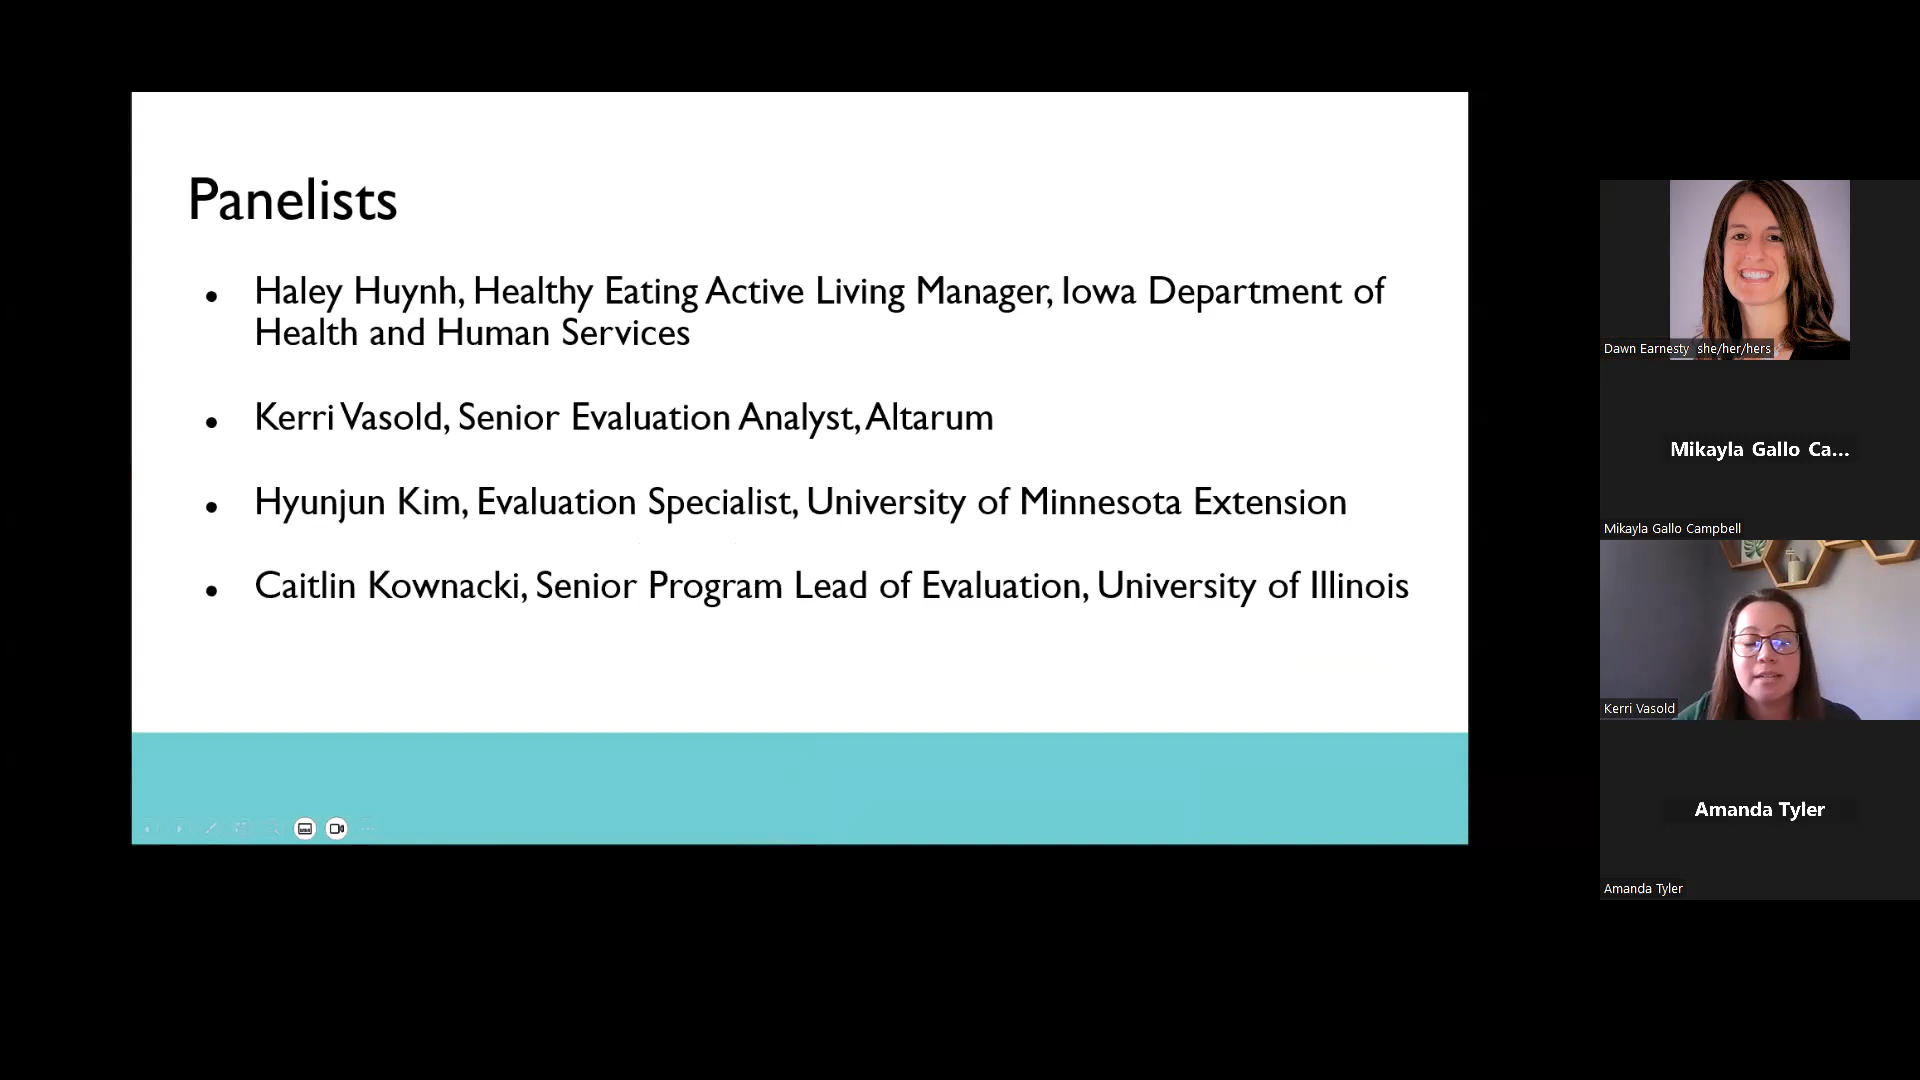 Panelists
Haley Huynh, Healthy Eating Active Living Manager, Iowa Department of
Health and Human Services
Kerri Vasold, Senior Evaluation Analyst, Altarum
Hyunjun Kim, Evaluation Specialist, University of Minnesota Extension
Caitlin Kownacki, Senior Program Lead of Evaluation, University of Illinois
Dawn Earnesty she/her/hers
Mikayla Gallo Ca...
Mikayla Gallo Campbell
Kerri Vasold
Amanda Tyler
Amanda Tyler